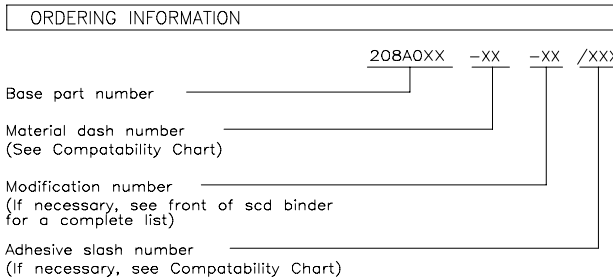 ORDERING INFORMATION
208A0XX -XX -XX /XXX
Base part number
Material dash number
(See Compatability Chart)
Modification number
(If necessary, see front of scd binder
for a complete list)
Adhesive slash number
(If necessary, see Compatability Chart)